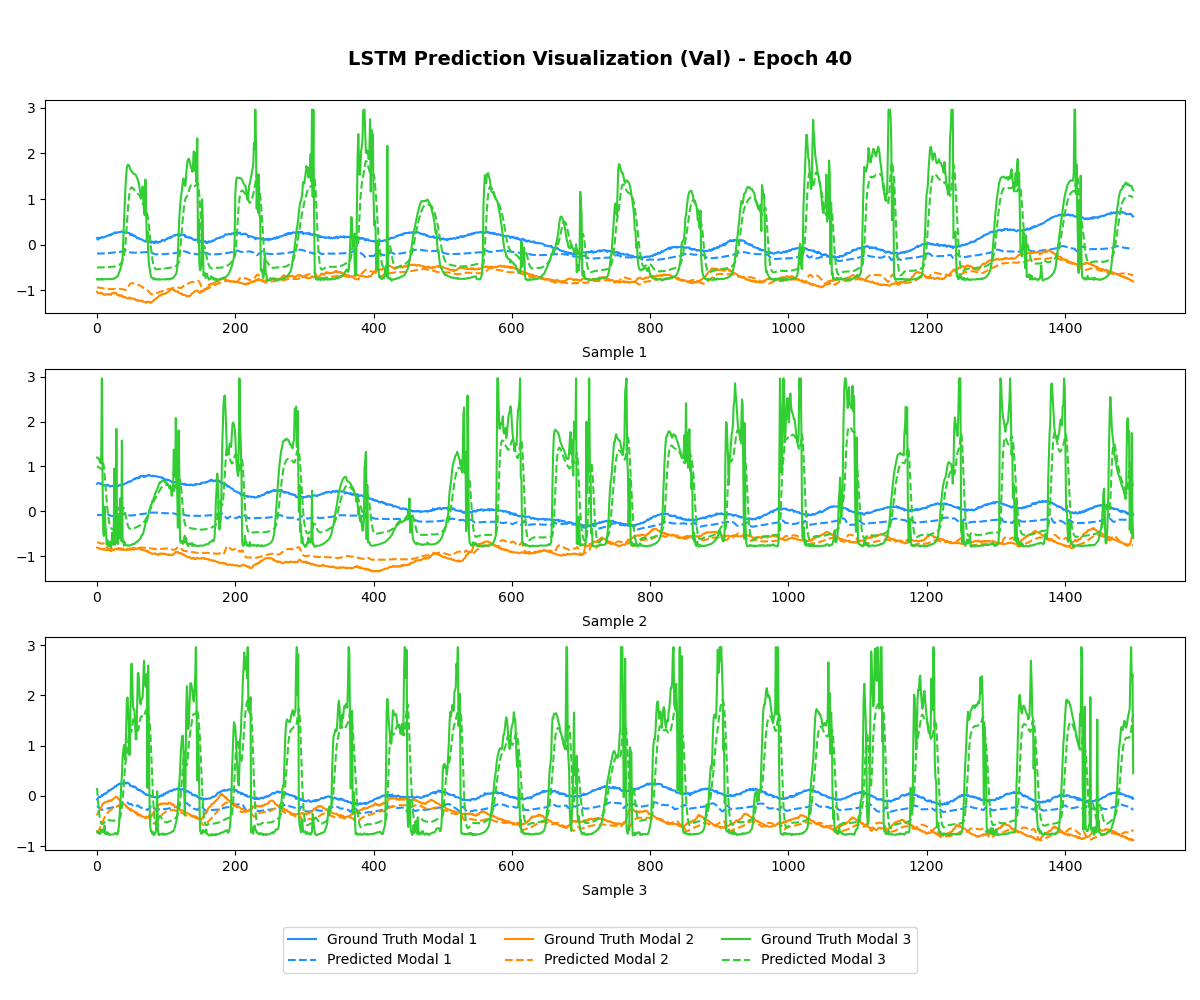 LSTM Prediction Visualization (Val) - Epoch 40
3
2
1
0
−1
0 200 400 600 800 1000 1200 1400
Sample 1
3
2
1
0
−1
0 200 400 600 800 1000 1200 1400
Sample 2
3
2
1
0
−1
0 200 400 600 800 1000 1200 1400
Sample 3
Ground Truth Modal 1 Ground Truth Modal 2 Ground Truth Modal 3
Predicted Modal 1 Predicted Modal 2 Predicted Modal 3